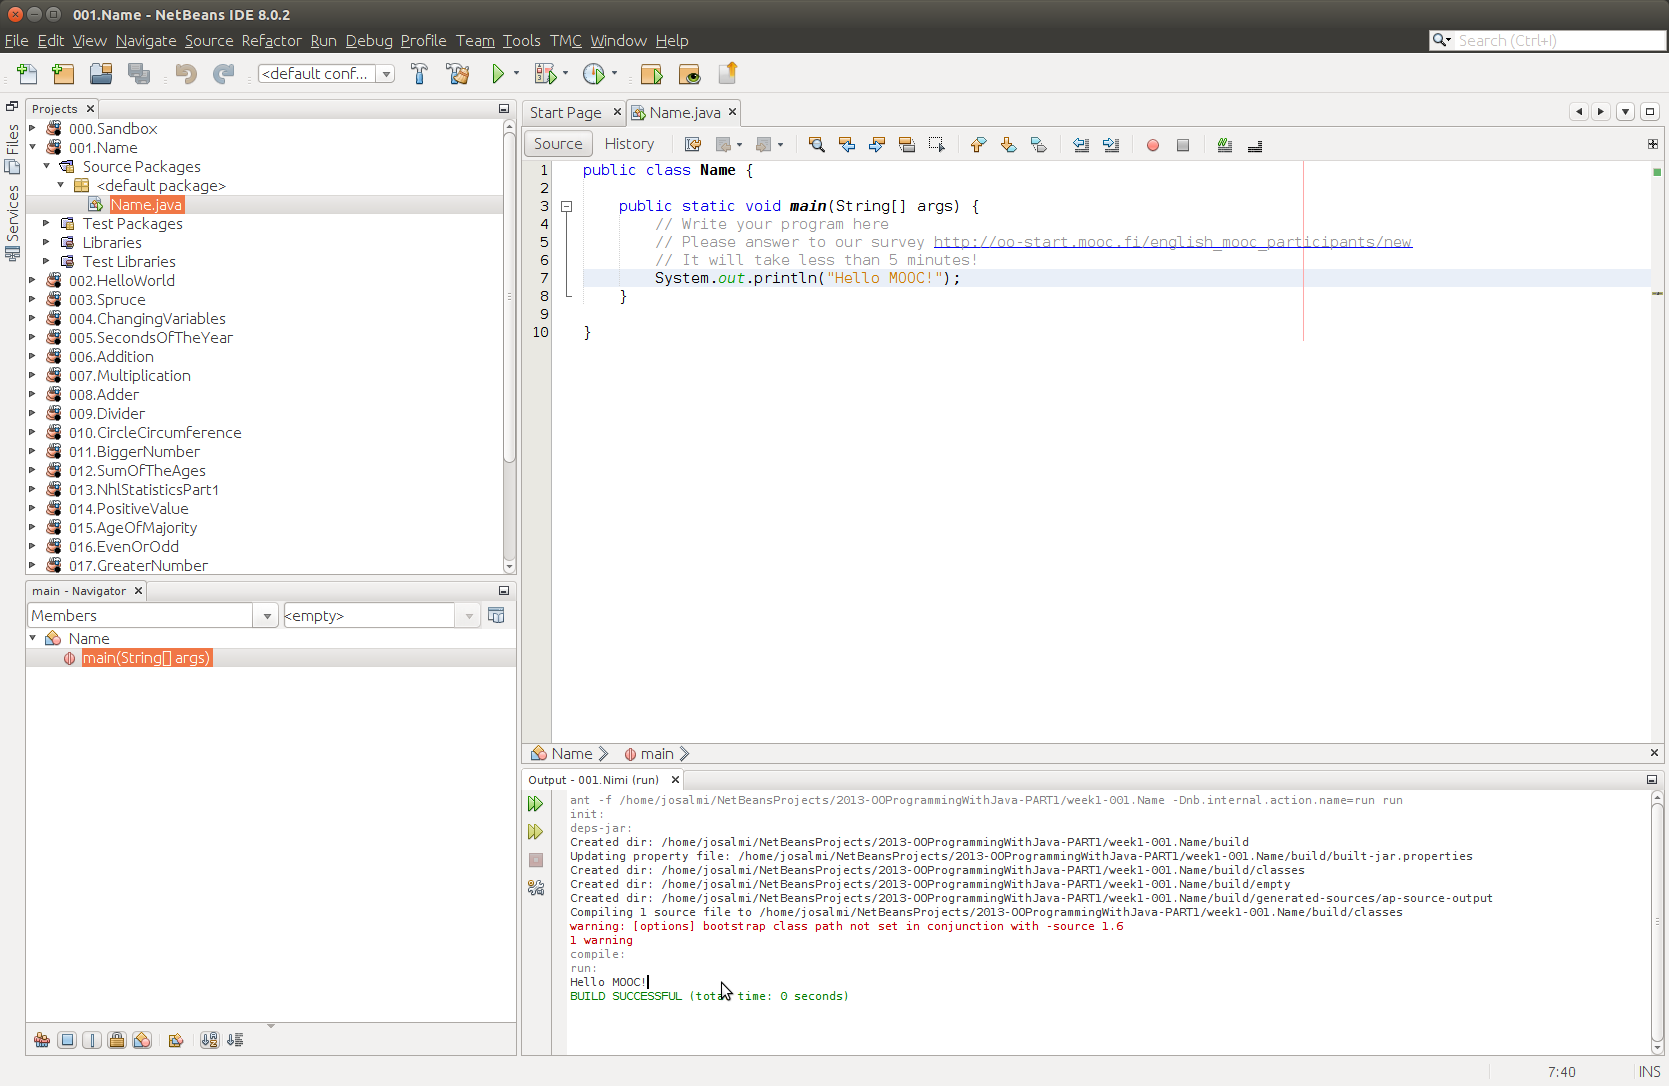 001.Name - NetBeans IDE 8.0.2
File Edit View Navigate Source Refactor Run Debug Profile Team Tools TMC Window Help
Search (Ctrl+I)
<default conf...
Files
Services
Projects
000.Sandbox
001.Name
Source Packages
<default package>
Name.java
Test Packages
Libraries
Test Libraries
002.HelloWorld
003.Spruce
004.ChangingVariables
005.SecondsOfTheYear
006.Addition
007.Multiplication
008.Adder
009.Divider
010.CircleCircumference
011.BiggerNumber
012.SumOfTheAges
013.NhlStatisticsPart1
014.PositiveValue
015.AgeOfMajority
016.EvenOrOdd
017.GreaterNumber
main - Navigator
Members <empty>
Name
main(String[] args)
Start Page Name.java
Source History
1 public class Name {
2
3 public static void main(String[] args) {
4 // Write your program here
5 // Please answer to our survey http://oo-start.mooc.fi/english_mooc_participants/new
6 // It will take less than 5 minutes!
7 System.out.println("Hello MOOC!");
8 }
9
10 }
Name main
Output - 001.Nimi (run)
ant -f /home/josalmi/NetBeansProjects/2013-OOProgrammingWithJava-PART1/week1-001.Name -Dnb.internal.action.name=run run
init:
deps-jar:
Created dir: /home/josalmi/NetBeansProjects/2013-OOProgrammingWithJava-PART1/week1-001.Name/build
Updating property file: /home/josalmi/NetBeansProjects/2013-OOProgrammingWithJava-PART1/week1-001.Name/build/built-jar.properties
Created dir: /home/josalmi/NetBeansProjects/2013-OOProgrammingWithJava-PART1/week1-001.Name/build/classes
Created dir: /home/josalmi/NetBeansProjects/2013-OOProgrammingWithJava-PART1/week1-001.Name/build/empty
Created dir: /home/josalmi/NetBeansProjects/2013-OOProgrammingWithJava-PART1/week1-001.Name/build/generated-sources/ap-source-output
Compiling 1 source file to /home/josalmi/NetBeansProjects/2013-OOProgrammingWithJava-PART1/week1-001.Name/build/classes
warning: [options] bootstrap class path not set in conjunction with -source 1.6
1 warning
compile:
run:
Hello MOOC!
BUILD SUCCESSFUL (total time: 0 seconds)
7:40 INS